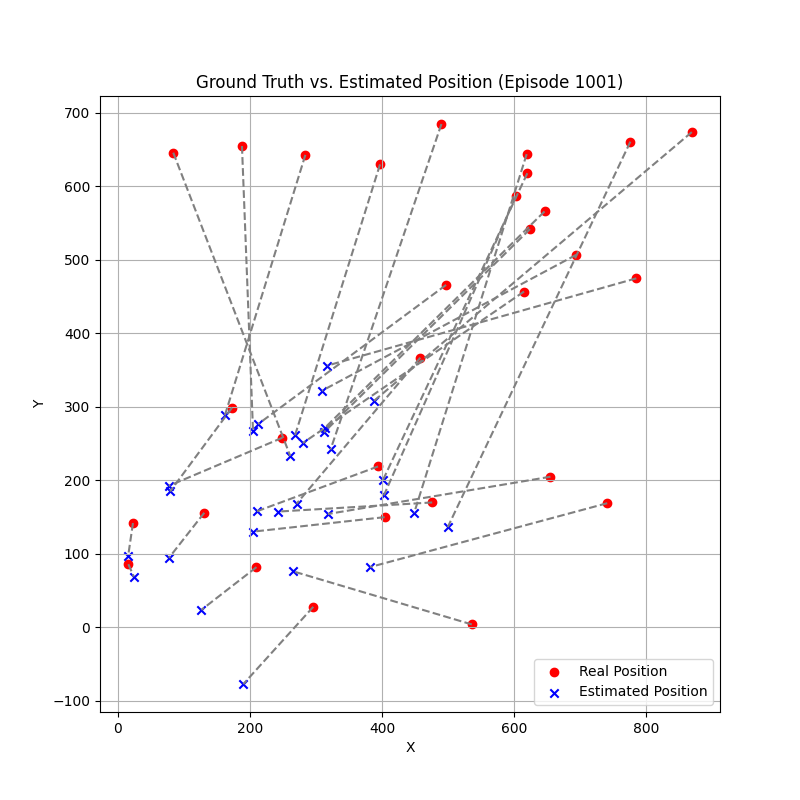 Ground Truth vs. Estimated Position (Episode 1001)
700
600
500
400
300
200
100
0
−100
Y
0 200 400 600 800
X
Real Position
Estimated Position